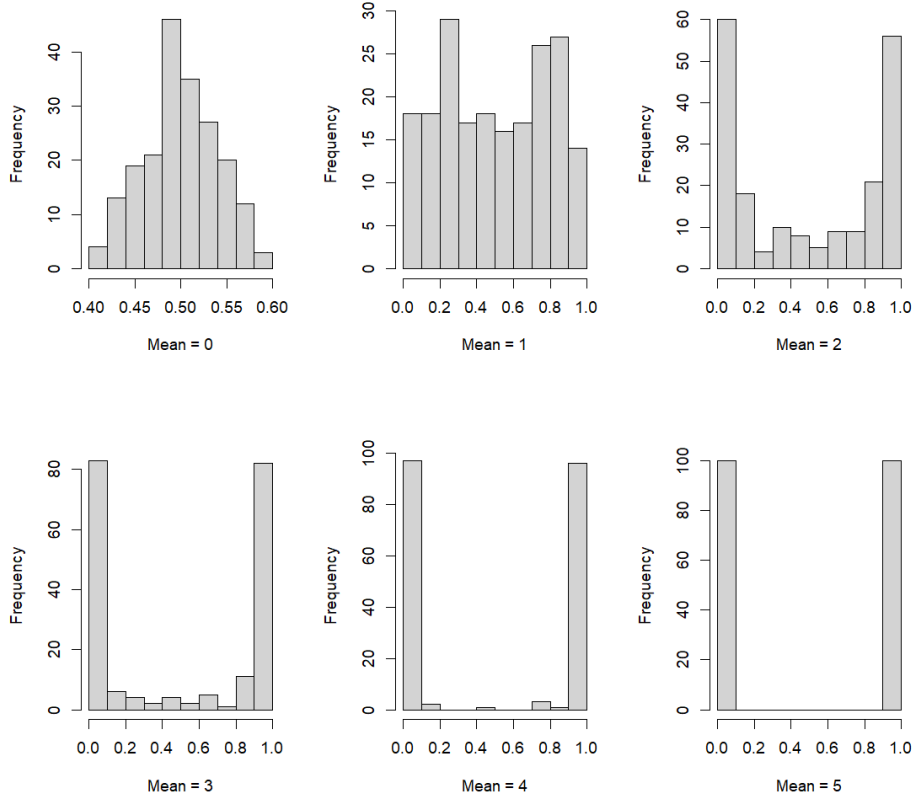 Frequency
0 10 20 30 40
0.40 0.45 0.50 0.55 0.60
Mean = 0
Frequency
0 5 10 15 20 25 30
0.0 0.2 0.4 0.6 0.8 1.0
Mean = 1
Frequency
0 10 20 30 40 50 60
0.0 0.2 0.4 0.6 0.8 1.0
Mean = 2
Frequency
0 20 40 60 80
0.0 0.2 0.4 0.6 0.8 1.0
Mean = 3
Frequency
0 20 40 60 80 100
0.0 0.2 0.4 0.6 0.8 1.0
Mean = 4
Frequency
0 20 40 60 80 100
0.0 0.2 0.4 0.6 0.8 1.0
Mean = 5